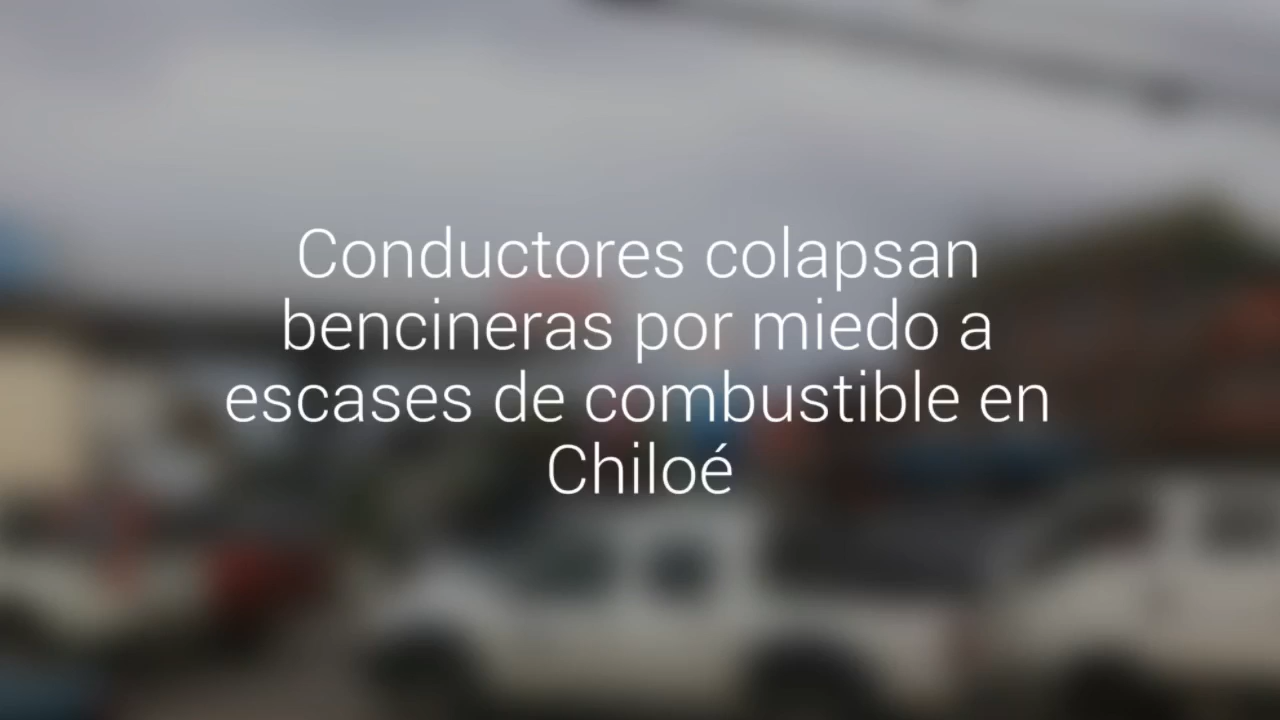 Conductores colapsan
bencineras por miedo a
escases de combustible en
Chiloé